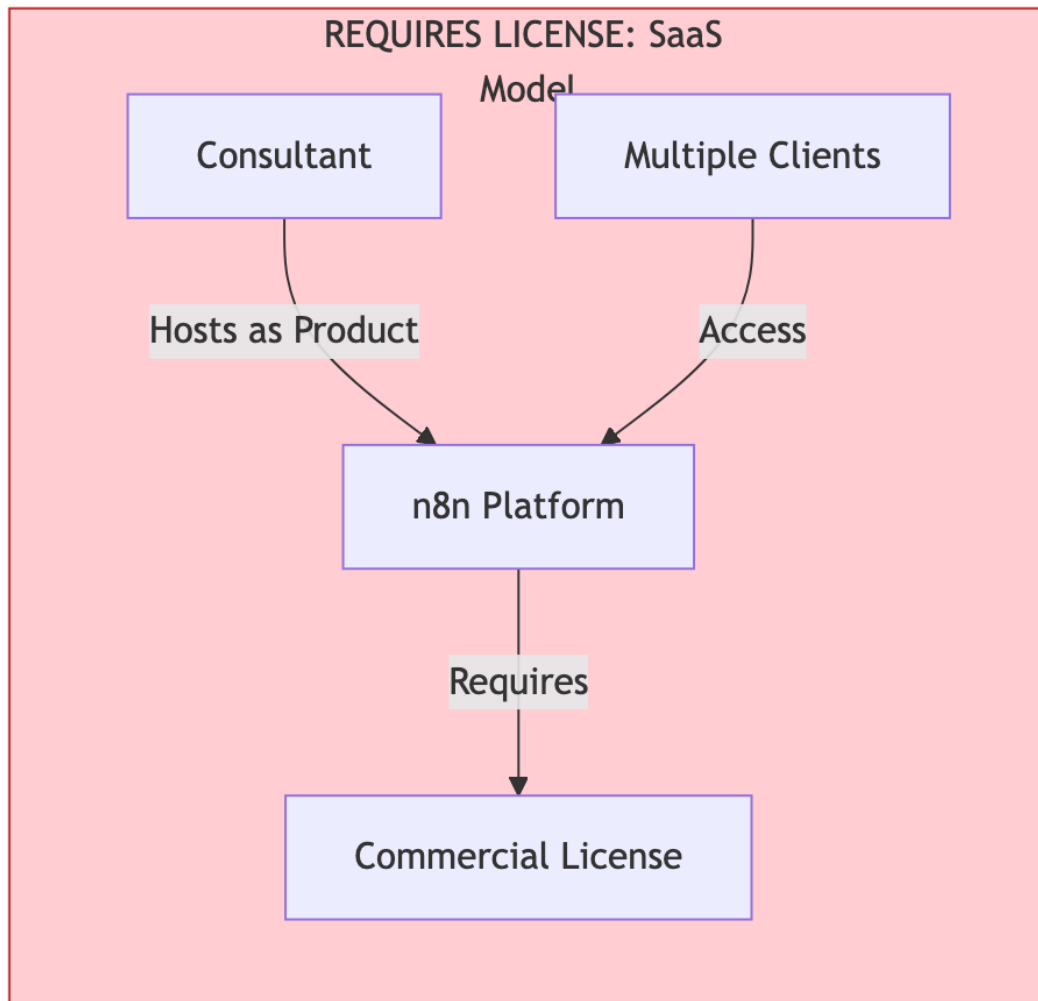 REQUIRES LICENSE: SaaS
Model
Consultant
Multiple Clients
Hosts as Product
Access
n8n Platform
Requires
Commercial License